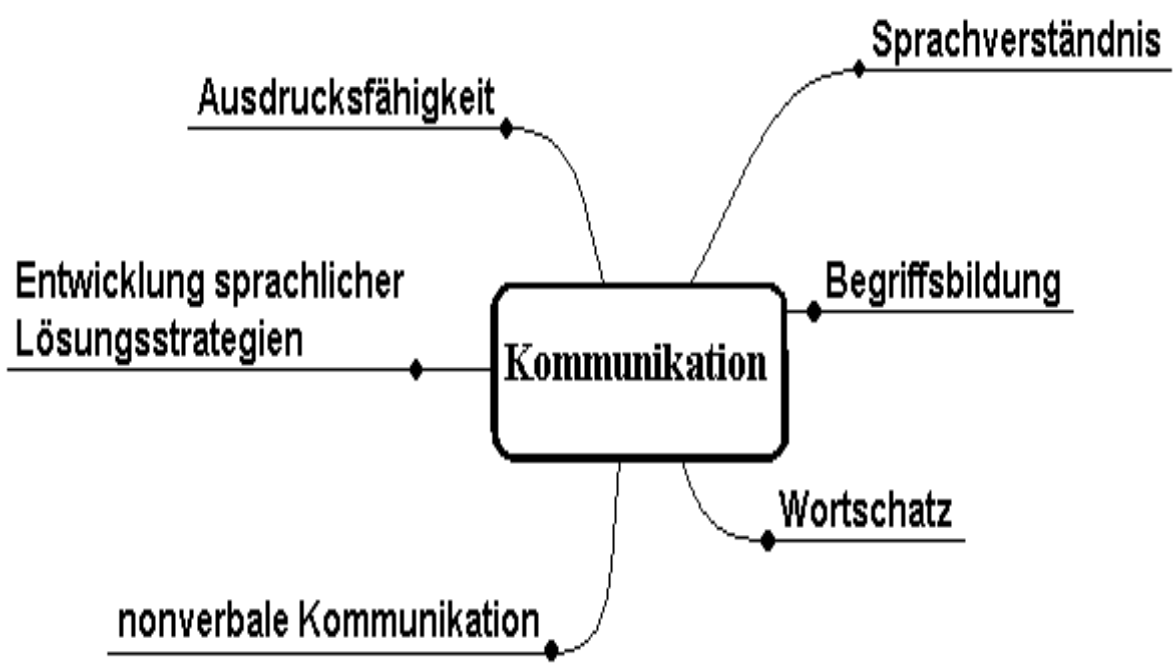 Sprachverständnis
Ausdrucksfähigkeit
Entwicklung sprachlicher
Lösungsstrategien
Begriffsbildung
Kommunikation
Wortschatz
nonverbale Kommunikation